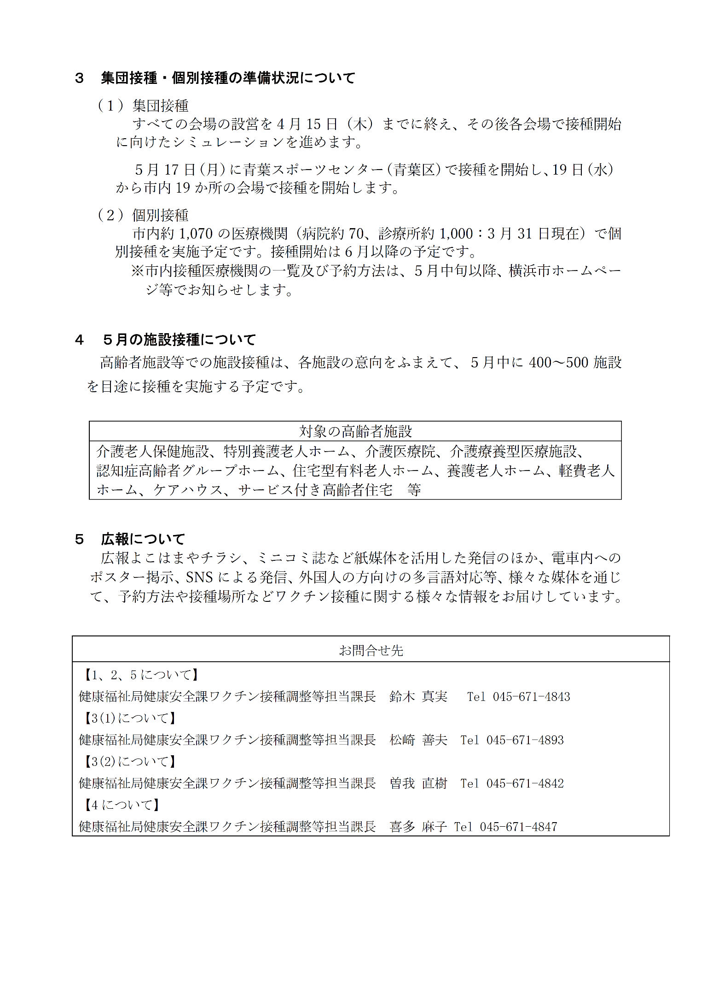 ３　集団接種・個別接種の準備状況について
（１）集団接種
すべての会場の設営を 4 月 15 日（木）までに終え、その後各会場で接種開始
に向けたシミュレーションを進めます。
５月 17 日（月）に青葉スポーツセンター（青葉区）で接種を開始し、19 日（水）
から市内 19 か所の会場で接種を開始します。
（２）個別接種
市内約 1,070 の医療機関（病院約 70、診療所約 1,000：3 月 31 日現在）で個
別接種を実施予定です。接種開始は 6 月以降の予定です。
※市内接種医療機関の一覧及び予約方法は、５月中旬以降、横浜市ホームペー
ジ等でお知らせします。
４　５月の施設接種について
高齢者施設等での施設接種は、各施設の意向をふまえて、５月中に 400～500 施設
を目途に接種を実施する予定です。
対象の高齢者施設
介護老人保健施設、特別養護老人ホーム、介護医療院、介護療養型医療施設、
認知症高齢者グループホーム、住宅型有料老人ホーム、養護老人ホーム、軽費老人
ホーム、ケアハウス、サービス付き高齢者住宅　等
５　広報について
広報よこはまやチラシ、ミニコミ誌など紙媒体を活用した発信のほか、電車内への
ポスター掲示、SNS による発信、外国人の方向けの多言語対応等、様々な媒体を通じ
て、予約方法や接種場所などワクチン接種に関する様々な情報をお届けしています。
お問合せ先
【1、2、5 について】
健康福祉局健康安全課ワクチン接種調整等担当課長　鈴木 真実　 Tel 045-671-4843
【3(1)について】
健康福祉局健康安全課ワクチン接種調整等担当課長　松崎 善夫　Tel 045-671-4893
【3(2)について】
健康福祉局健康安全課ワクチン接種調整等担当課長　曽我 直樹　Tel 045-671-4842
【4 について】
健康福祉局健康安全課ワクチン接種調整等担当課長　喜多 麻子 Tel 045-671-4847